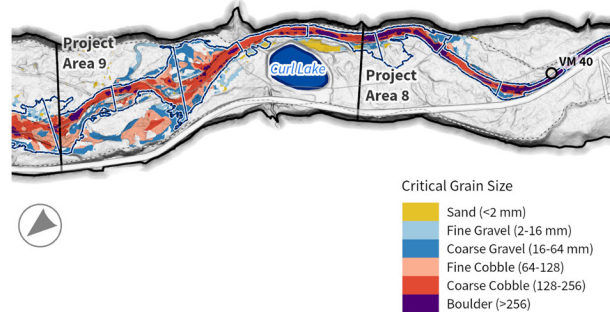 Project
Area 9
Curl Lake
Project
Area 8
VM 40
Critical Grain Size
Sand (<2 mm)
Fine Gravel (2-16 mm)
Coarse Gravel (16-64 mm)
Fine Cobble (64-128)
Coarse Cobble (128-256)
Boulder (>256)